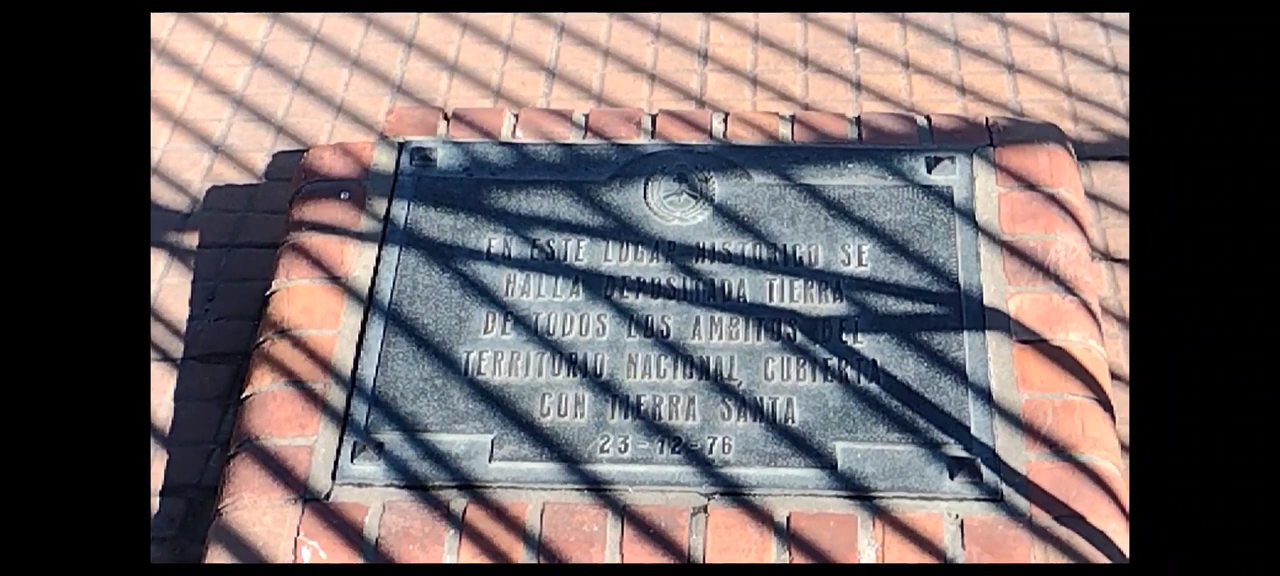 EN ESTE LUGAR HISTORICO SE
HALLA DEPOSITADA TIERRA
DE TODOS LOS AMBITOS DEL
TERRITORIO NACIONAL, CUBIERTA
CON TIERRA SANTA
23-12-76